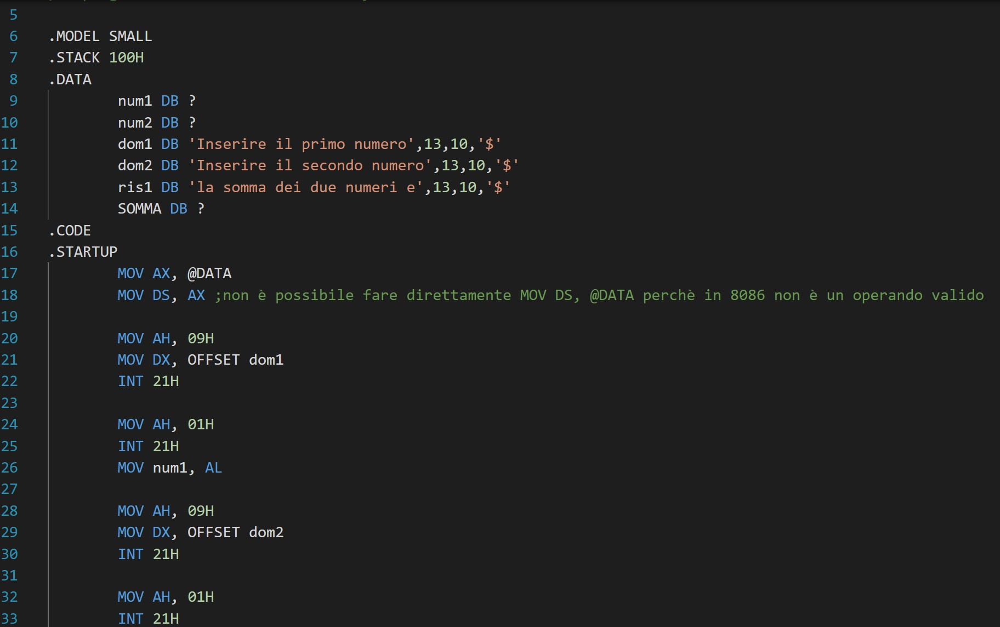 5
6 .MODEL SMALL
7 .STACK 100H
8 .DATA
9 num1 DB ?
10 num2 DB ?
11 dom1 DB 'Inserire il primo numero',13,10,'$'
12 dom2 DB 'Inserire il secondo numero',13,10,'$'
13 ris1 DB 'la somma dei due numeri e',13,10,'$'
14 SOMMA DB ?
15 .CODE
16 .STARTUP
17 MOV AX, @DATA
18 MOV DS, AX ;non è possibile fare direttamente MOV DS, @DATA perchè in 8086 non è un operando valido
19
20 MOV AH, 09H
21 MOV DX, OFFSET dom1
22 INT 21H
23
24 MOV AH, 01H
25 INT 21H
26 MOV num1, AL
27
28 MOV AH, 09H
29 MOV DX, OFFSET dom2
30 INT 21H
31
32 MOV AH, 01H
33 INT 21H